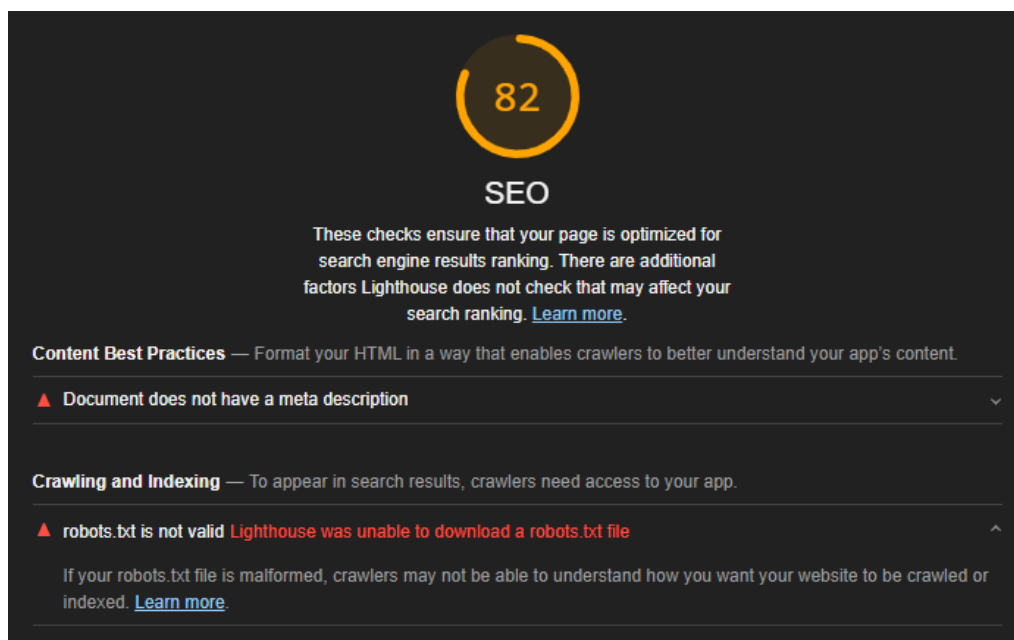 82
SEO
These checks ensure that your page is optimized for
search engine results ranking. There are additional
factors Lighthouse does not check that may affect your
search ranking. Learn more.
Content Best Practices — Format your HTML in a way that enables crawlers to better understand your app's content.
Document does not have a meta description
Crawling and Indexing — To appear in search results, crawlers need access to your app.
robots.txt is not valid Lighthouse was unable to download a robots.txt file
If your robots.txt file is malformed, crawlers may not be able to understand how you want your website to be crawled or
indexed. Learn more.